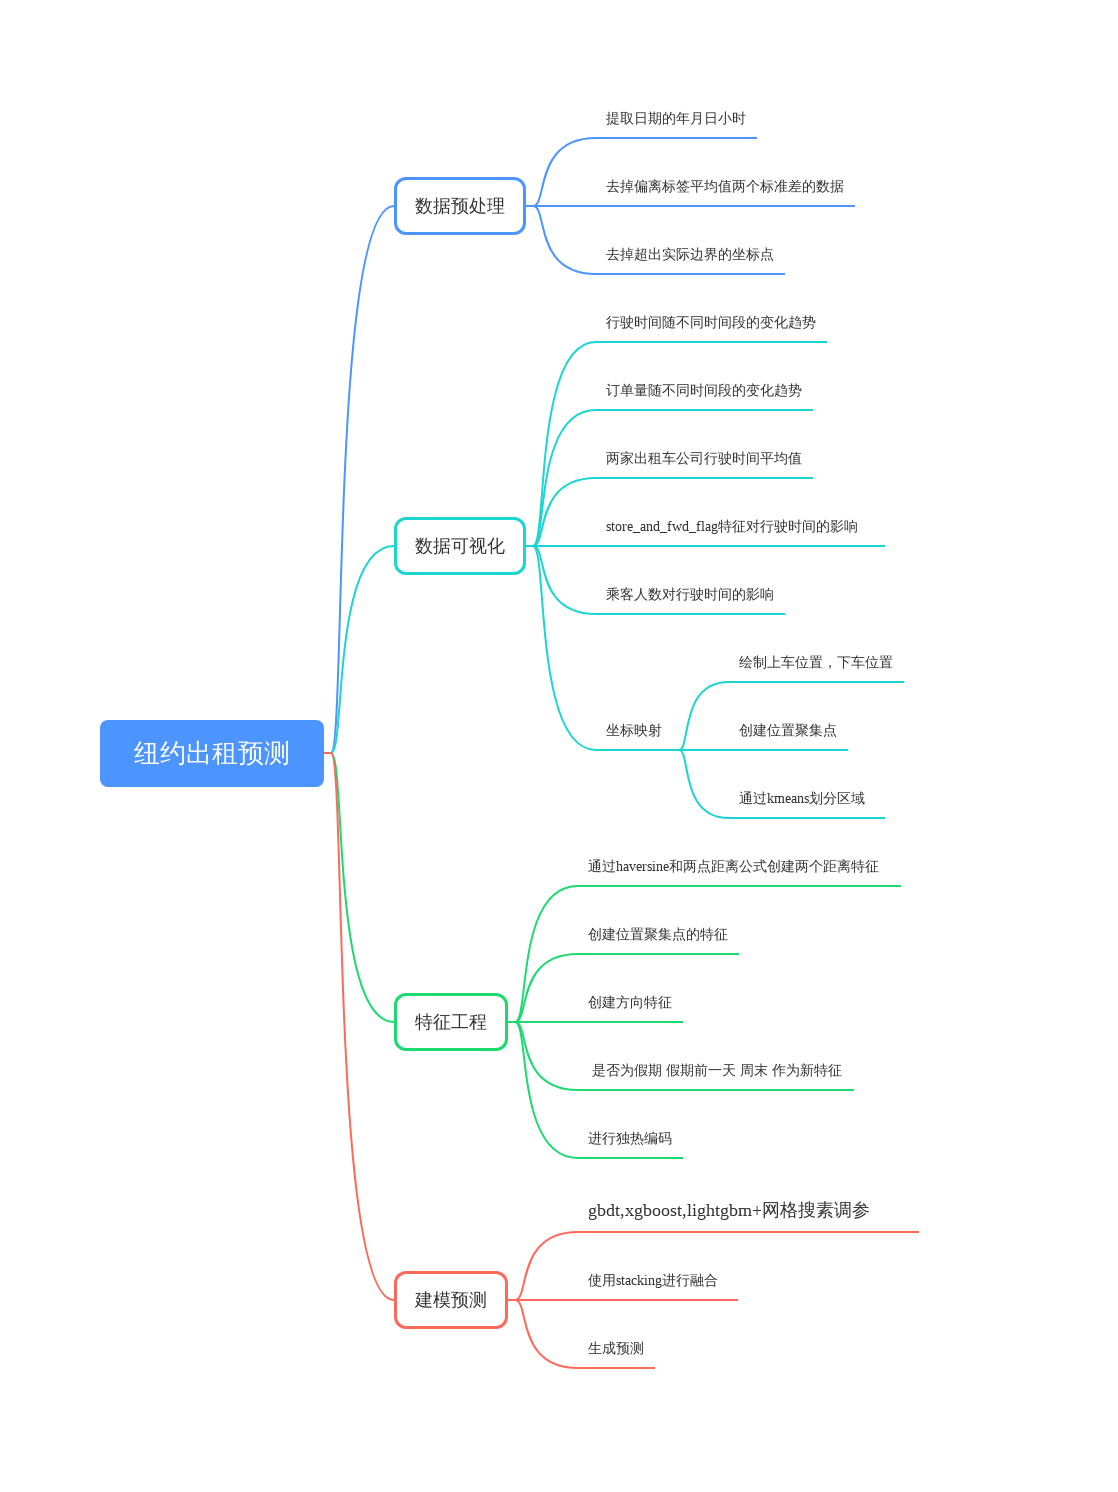 提取日期的年月日小时
去掉偏离标签平均值两个标准差的数据
数据预处理
去掉超出实际边界的坐标点
行驶时间随不同时间段的变化趋势
订单量随不同时间段的变化趋势
两家出租车公司行驶时间平均值
store_and_fwd_flag特征对行驶时间的影响
数据可视化
乘客人数对行驶时间的影响
绘制上车位置，下车位置
坐标映射
创建位置聚集点
通过kmeans划分区域
纽约出租预测
通过haversine和两点距离公式创建两个距离特征
创建位置聚集点的特征
创建方向特征
特征工程
是否为假期 假期前一天 周末 作为新特征
进行独热编码
gbdt,xgboost,lightgbm+网格搜素调参
使用stacking进行融合
建模预测
生成预测